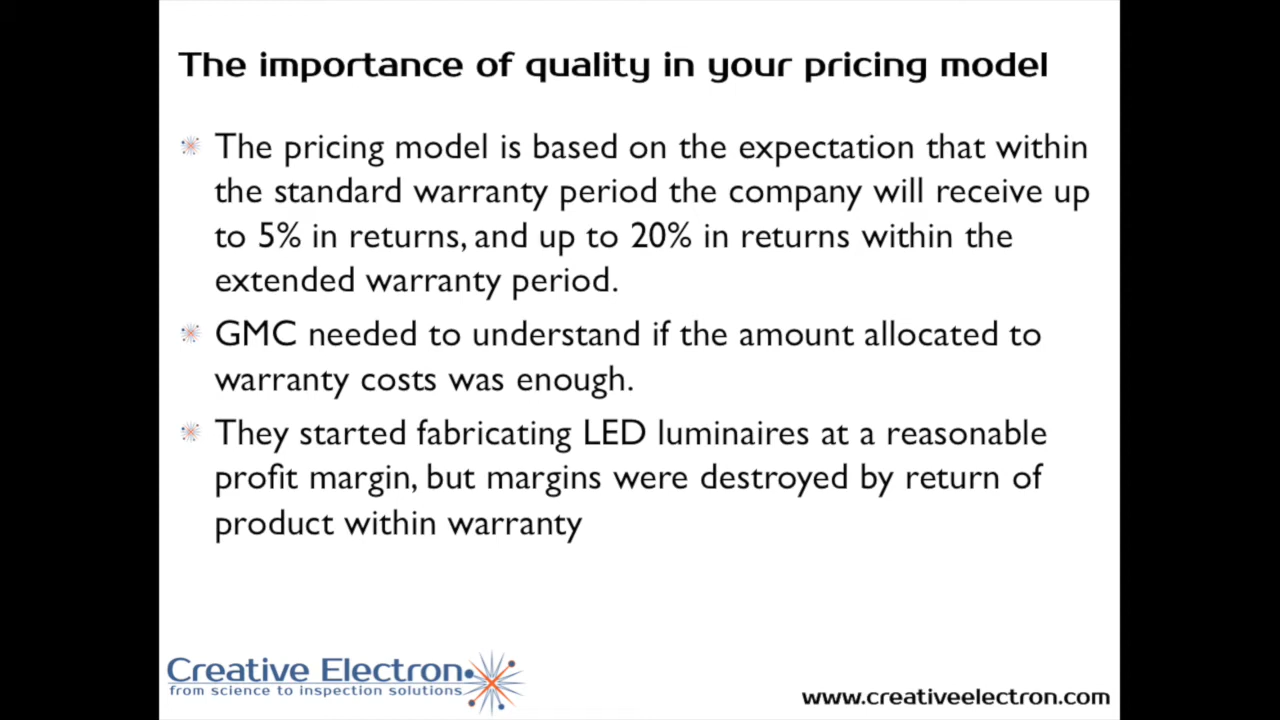 The importance of quality in your pricing model
The pricing model is based on the expectation that within
the standard warranty period the company will receive up
to 5% in returns, and up to 20% in returns within the
extended warranty period.
GMC needed to understand if the amount allocated to
warranty costs was enough.
They started fabricating LED luminaires at a reasonable
profit margin, but margins were destroyed by return of
product within warranty
Creative Electron
from science to inspection solutions
www.creativeelectron.com